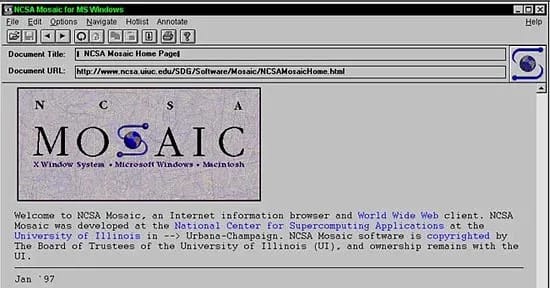 NCSA Mosaic for MS Windows
File Edit Options Navigate Hotlist Annotate
Document Title: NCSA Mosaic Home Page
Document URL: http://www.ncsa.uiuc.edu/SDG/Software/Mosaic/NCSAMosaicHome.html
N C S A
MOSAIC
X Window System • Microsoft Windows • Macintosh
Welcome to NCSA Mosaic, an Internet information browser and World Wide Web client. NCSA
Mosaic was developed at the National Center for Supercomputing Applications at the
University of Illinois in --> Urbana-Champaign. NCSA Mosaic software is copyrighted by
The Board of Trustees of the University of Illinois (UI), and ownership remains with the
UI.
Jan `97